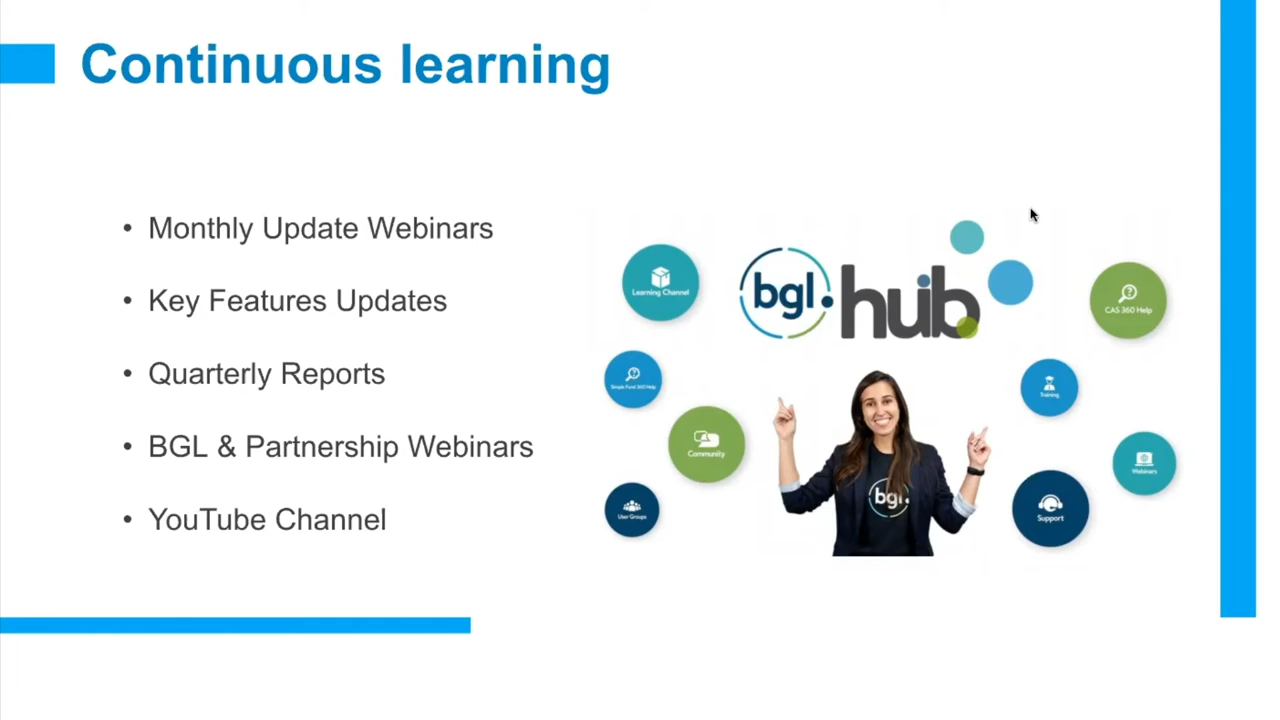 Continuous learning
• Monthly Update Webinars
• Key Features Updates
• Quarterly Reports
• BGL & Partnership Webinars
• YouTube Channel
bgl. hub
Learning Channel
CAS 360 Help
Simple Fund 360 Help
Training
Community
Webinars
User Groups
Support
bgl.